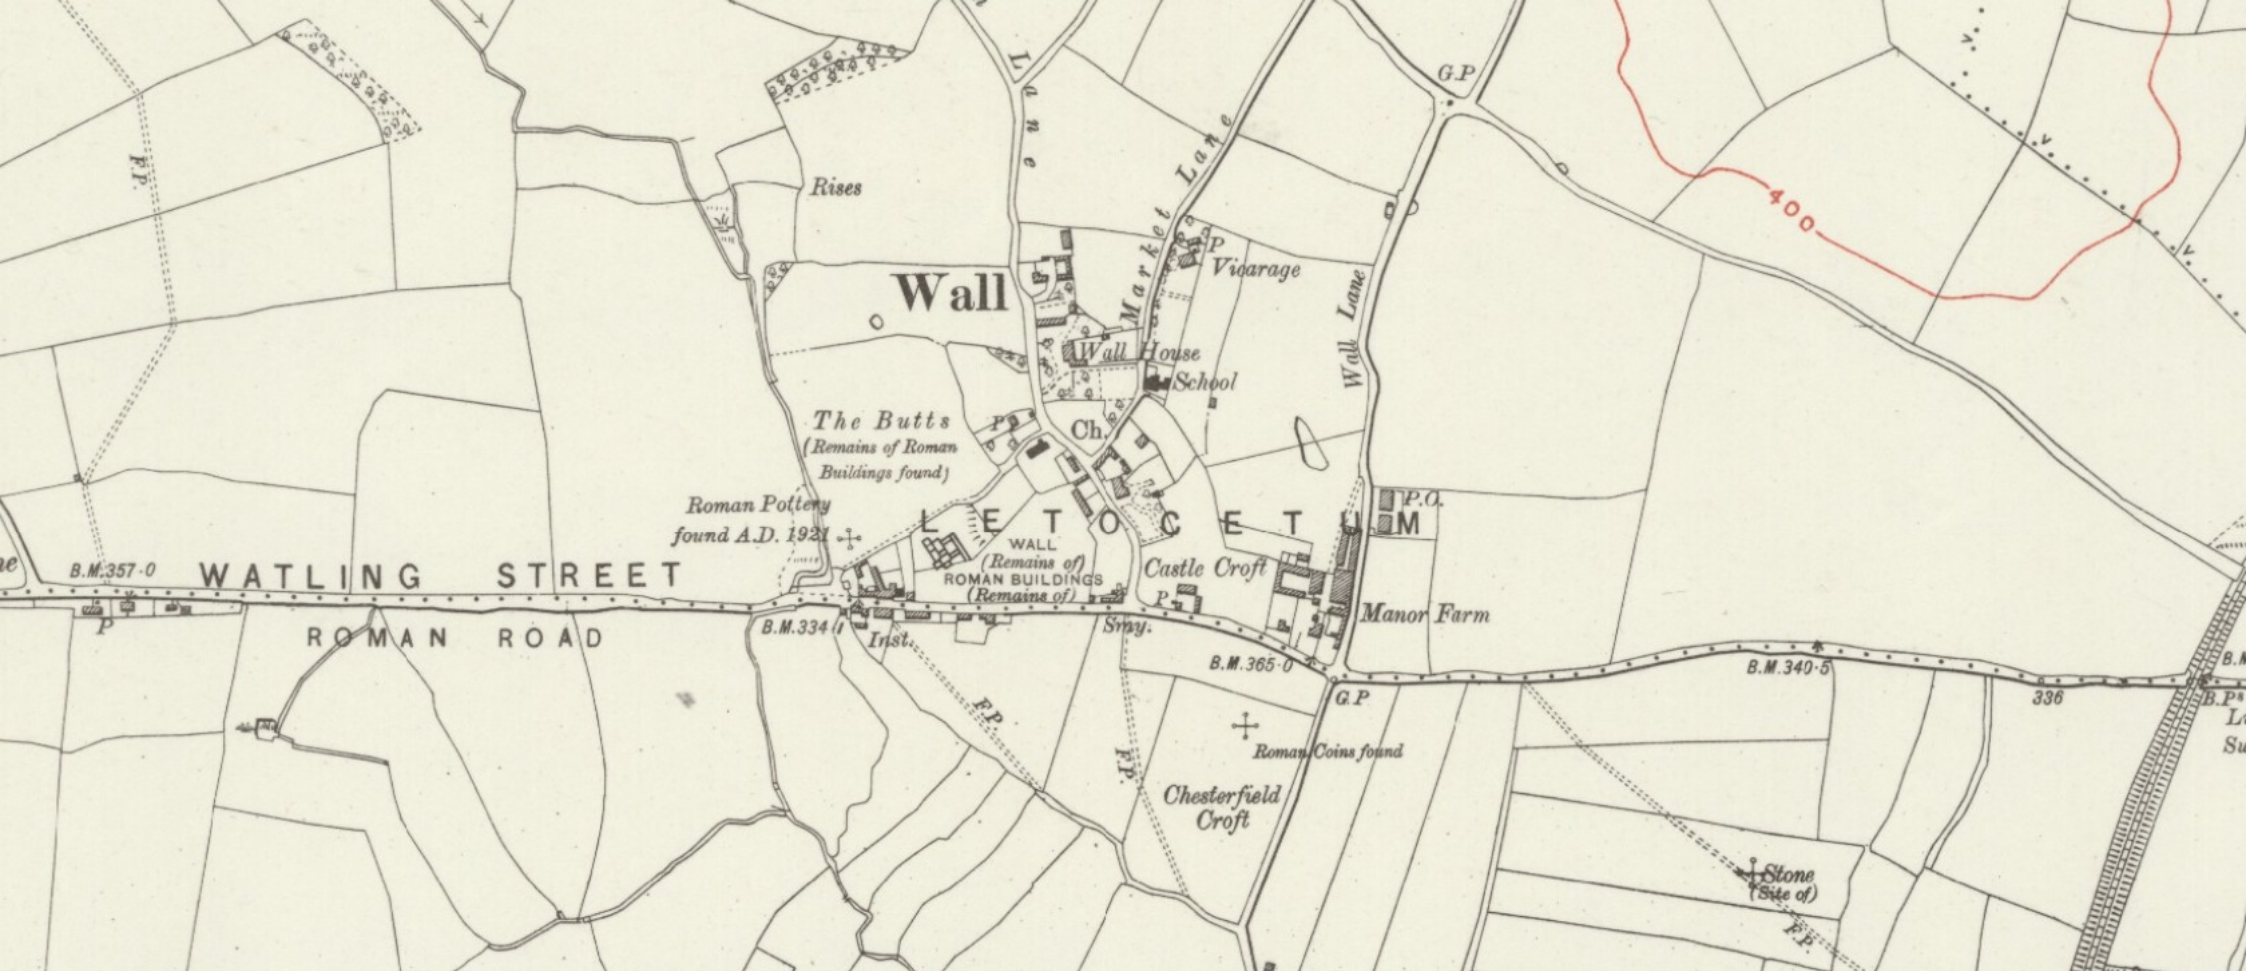 Lane
G.P
F.P.
Rises
Market Lane
400
P
Vicarage
Wall
Wall Lane
Wall House
School
The Butts
(Remains of Roman
Buildings found)
P
Ch.
Roman Pottery
found A.D. 1921
P.O.
LETOCETUM
WALL
(Remains of)
ROMAN BUILDINGS
(Remains of)
Castle Croft
P
B.M.357·0
WATLING STREET
ROMAN ROAD
P
B.M.334·1
Inst.
Smy.
Manor Farm
B.M.365·0
B.M.340·5
336
G.P
B.Ps
F.P.
F.P.
Roman Coins found
Chesterfield
Croft
Stone
(Site of)
F.P.